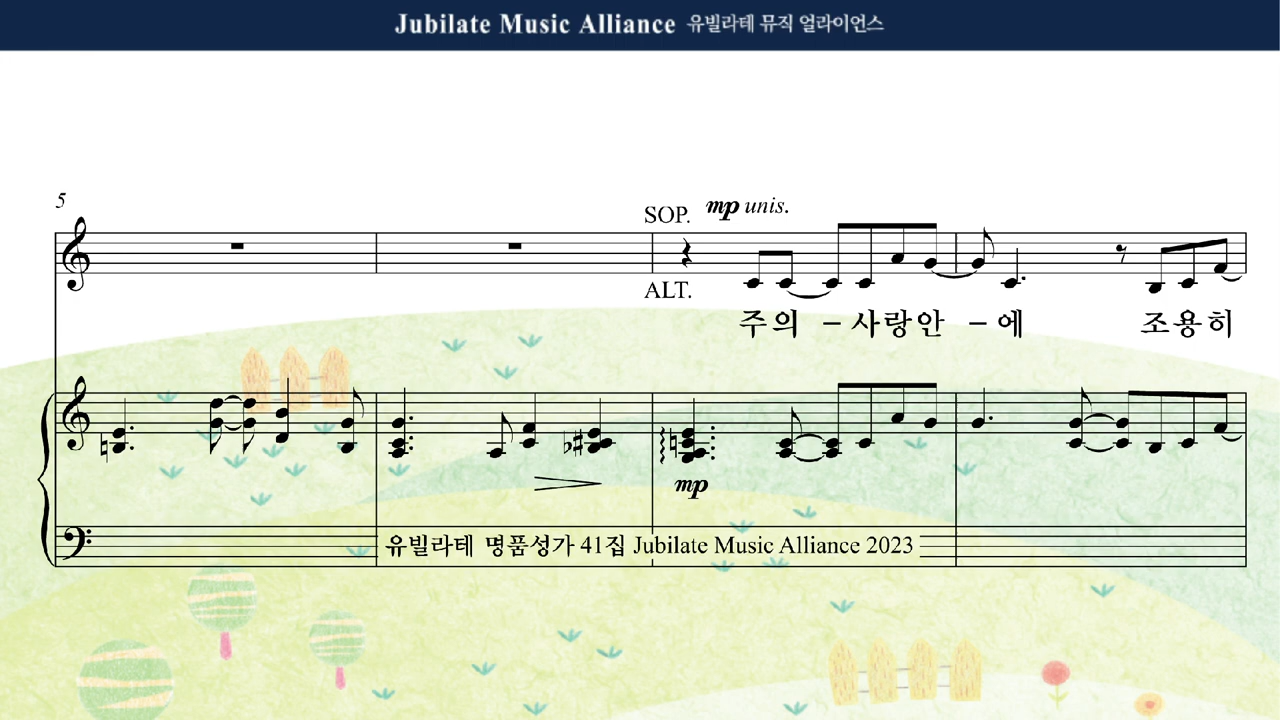 Jubilate Music Alliance 유빌라테 뮤직 얼라이언스
5
SOP. mp unis.
ALT.
주의 – 사랑안 – 에 조용히
mp
유빌라테 명품성가 41집 Jubilate Music Alliance 2023